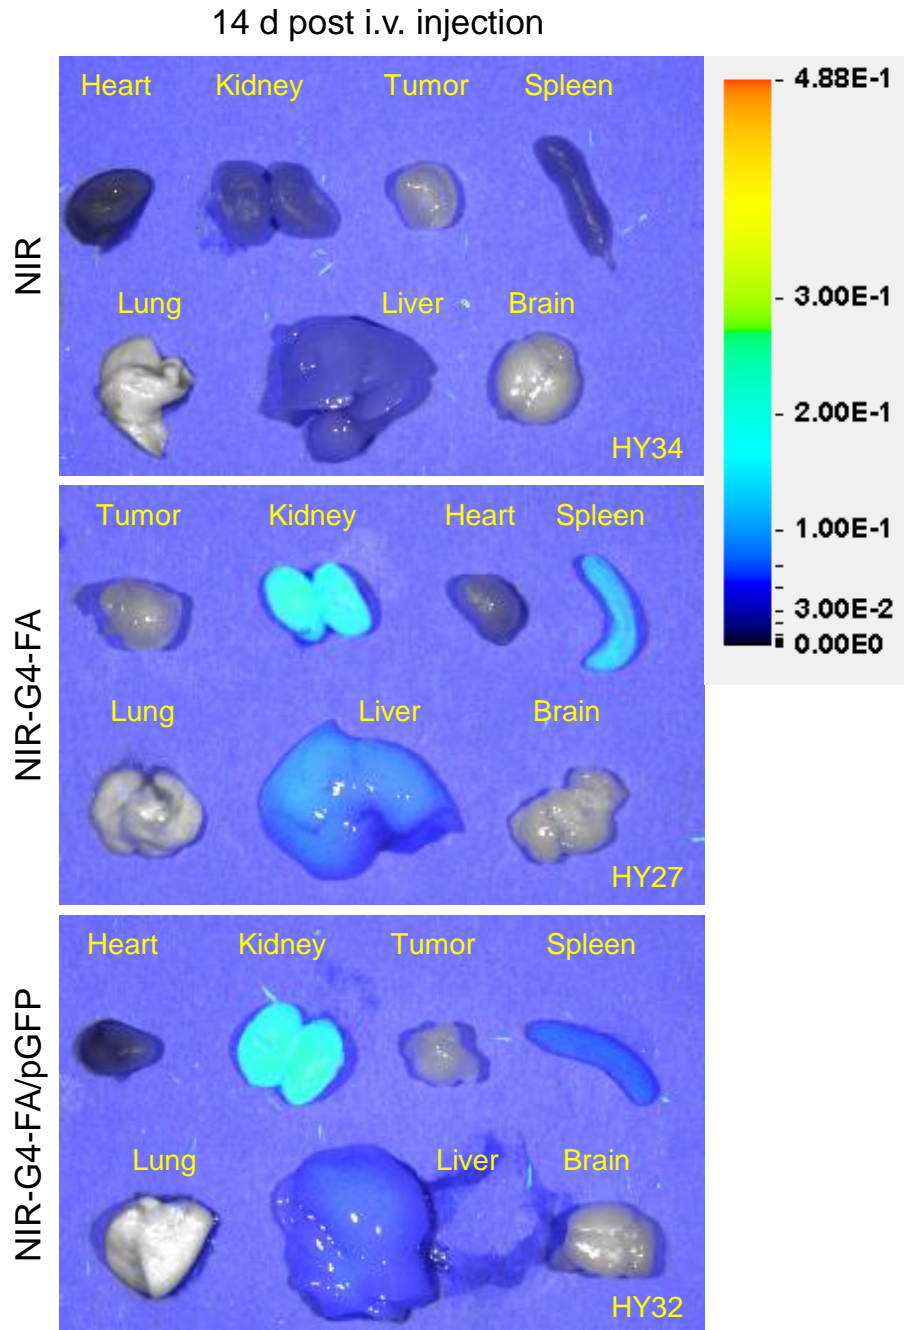 14 d post i.v. injection
NIR
Heart Kidney Tumor Spleen
Lung Liver Brain
HY34
4.88E-1
3.00E-1
2.00E-1
1.00E-1
3.00E-2
0.00E0
NIR-G4-FA
Tumor Kidney Heart Spleen
Lung Liver Brain
HY27
NIR-G4-FA/pGFP
Heart Kidney Tumor Spleen
Lung Liver Brain
HY32